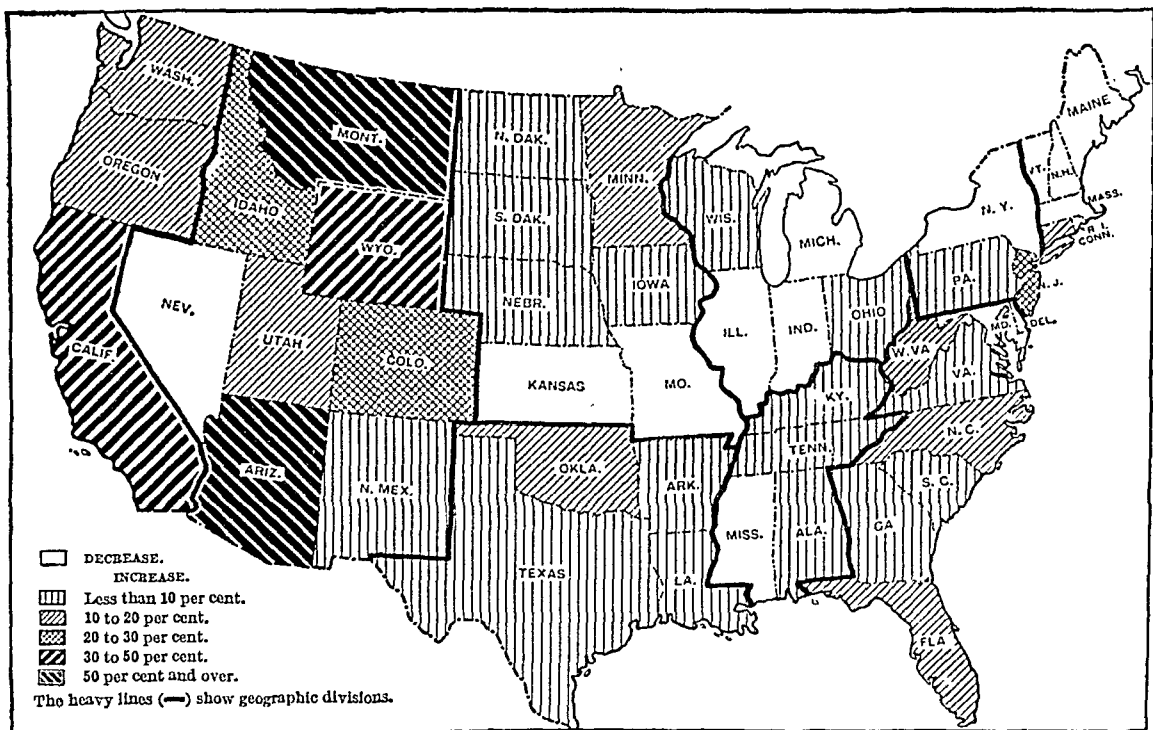 WASH.
MONT.
N. DAK.
MINN.
MAINE
OREGON
IDAHO
S. DAK.
WIS.
VT.
N.H.
MASS.
N. Y.
R. I.
CONN.
WYO.
MICH.
NEV.
NEBR.
IOWA
PA.
N. J.
UTAH
COLO.
ILL.
IND.
OHIO
MD.
DEL.
CALIF.
KANSAS
MO.
W. VA
VA.
KY.
N. C.
ARIZ.
N. MEX.
OKLA.
ARK.
TENN.
S. C.
MISS.
ALA.
GA
TEXAS
LA.
FLA
DECREASE.
INCREASE.
Less than 10 per cent.
10 to 20 per cent.
20 to 30 per cent.
30 to 50 per cent.
50 per cent and over.
The heavy lines (—) show geographic divisions.